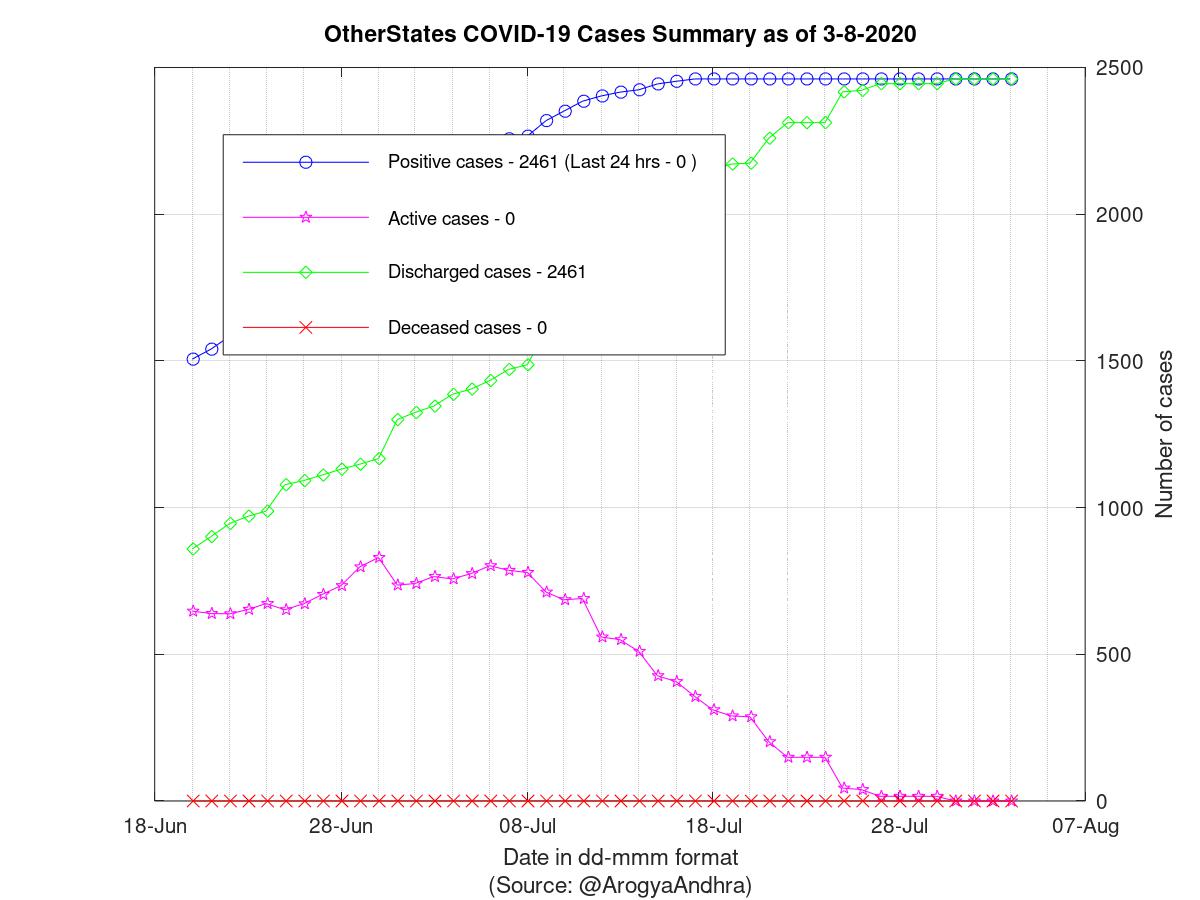 OtherStates COVID-19 Cases Summary as of 3-8-2020
2500
Positive cases - 2461 (Last 24 hrs - 0 )
Active cases - 0
Discharged cases - 2461
Deceased cases - 0
2000
1500
1000
500
0
Number of cases
18-Jun 28-Jun 08-Jul 18-Jul 28-Jul 07-Aug
Date in dd-mmm format
(Source: @ArogyaAndhra)